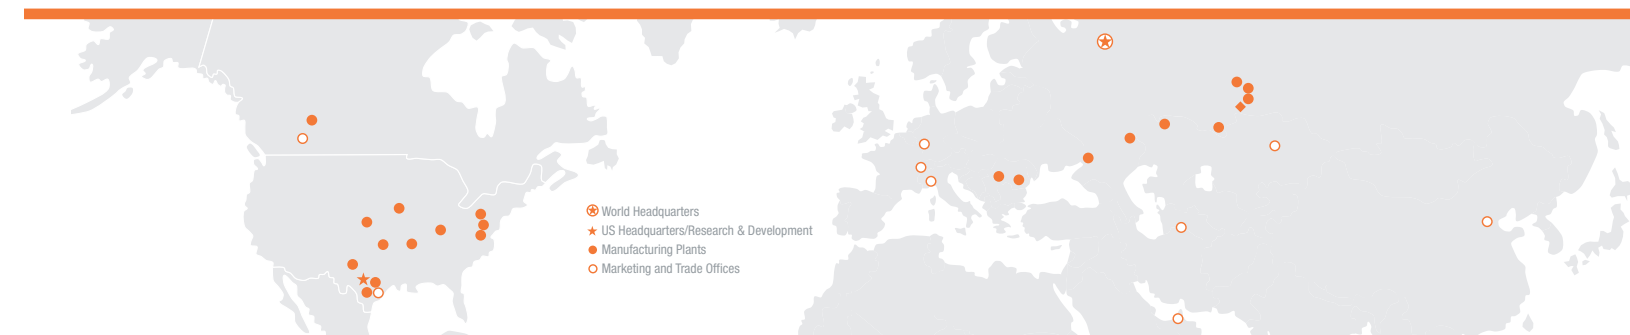 World Headquarters
US Headquarters/Research & Development
Manufacturing Plants
Marketing and Trade Offices